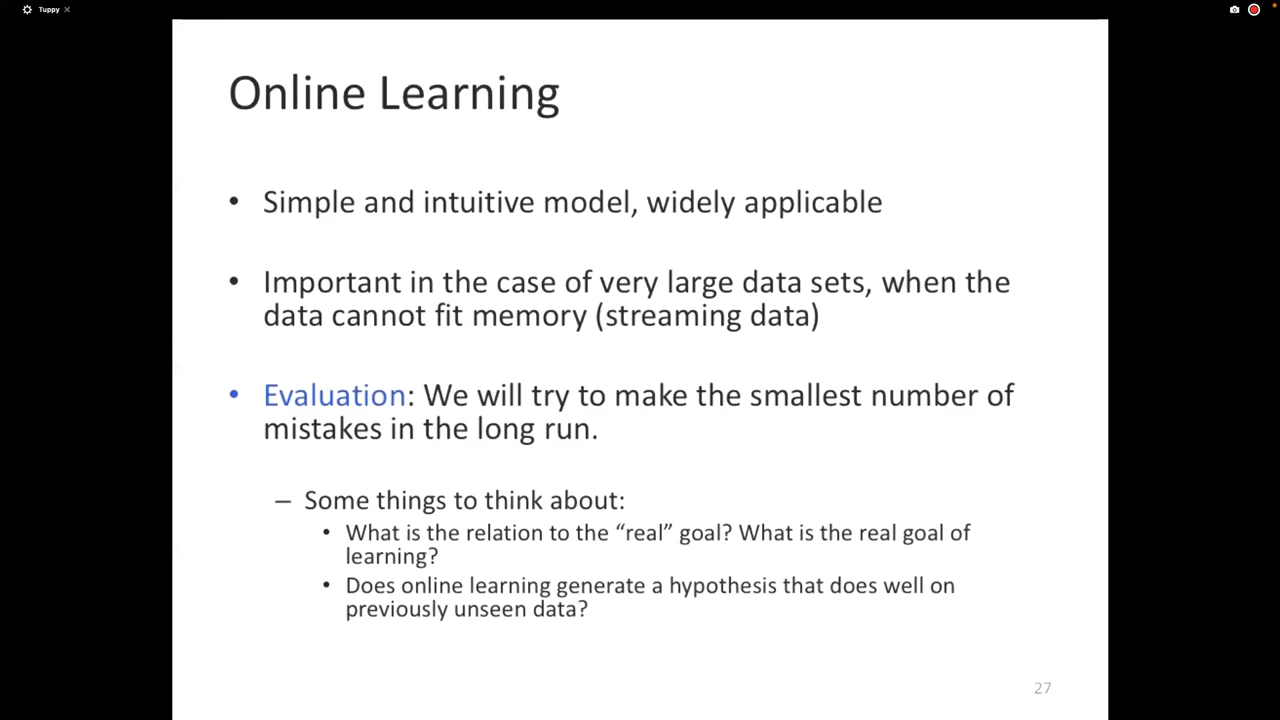 Tuppy
Online Learning
• Simple and intuitive model, widely applicable
• Important in the case of very large data sets, when the
data cannot fit memory (streaming data)
• Evaluation: We will try to make the smallest number of
mistakes in the long run.
– Some things to think about:
• What is the relation to the “real” goal? What is the real goal of
learning?
• Does online learning generate a hypothesis that does well on
previously unseen data?
27